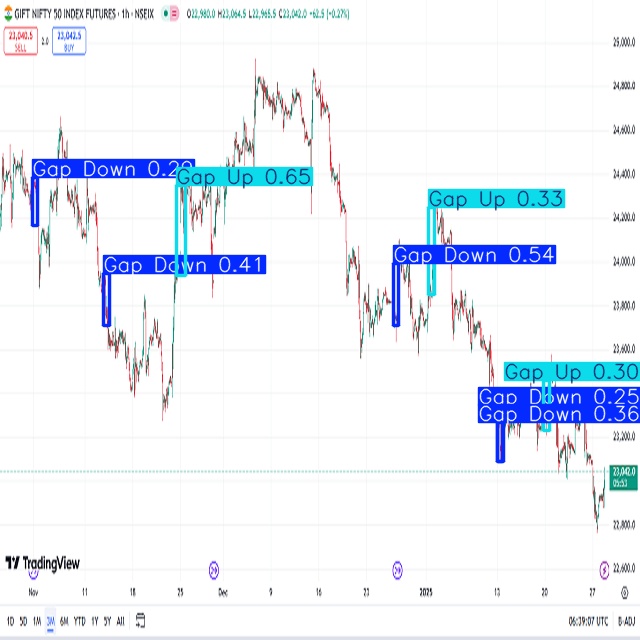 GIFT NIFTY 50 INDEX FUTURES · 1h · NSEIX O22,980.0 H23,064.5 L22,965.5 C23,042.0 +62.5 (+0.27%)
23,040.5 SELL 2.0 23,042.5 BUY
25,000.0
24,800.0
24,600.0
24,400.0
24,200.0
24,000.0
23,800.0
23,600.0
23,400.0
23,200.0
23,042.0
05:53
22,800.0
22,600.0
Gap Down 0.29
Gap Up 0.65
Gap Down 0.41
Gap Up 0.33
Gap Down 0.54
Gap Up 0.30
Gap Down 0.25
Gap Down 0.36
TradingView
Nov 11 18 25 Dec 9 16 23 2025 13 20 27
1D 5D 1M 3M 6M YTD 1Y 5Y All 06:39:07 UTC B-ADJ